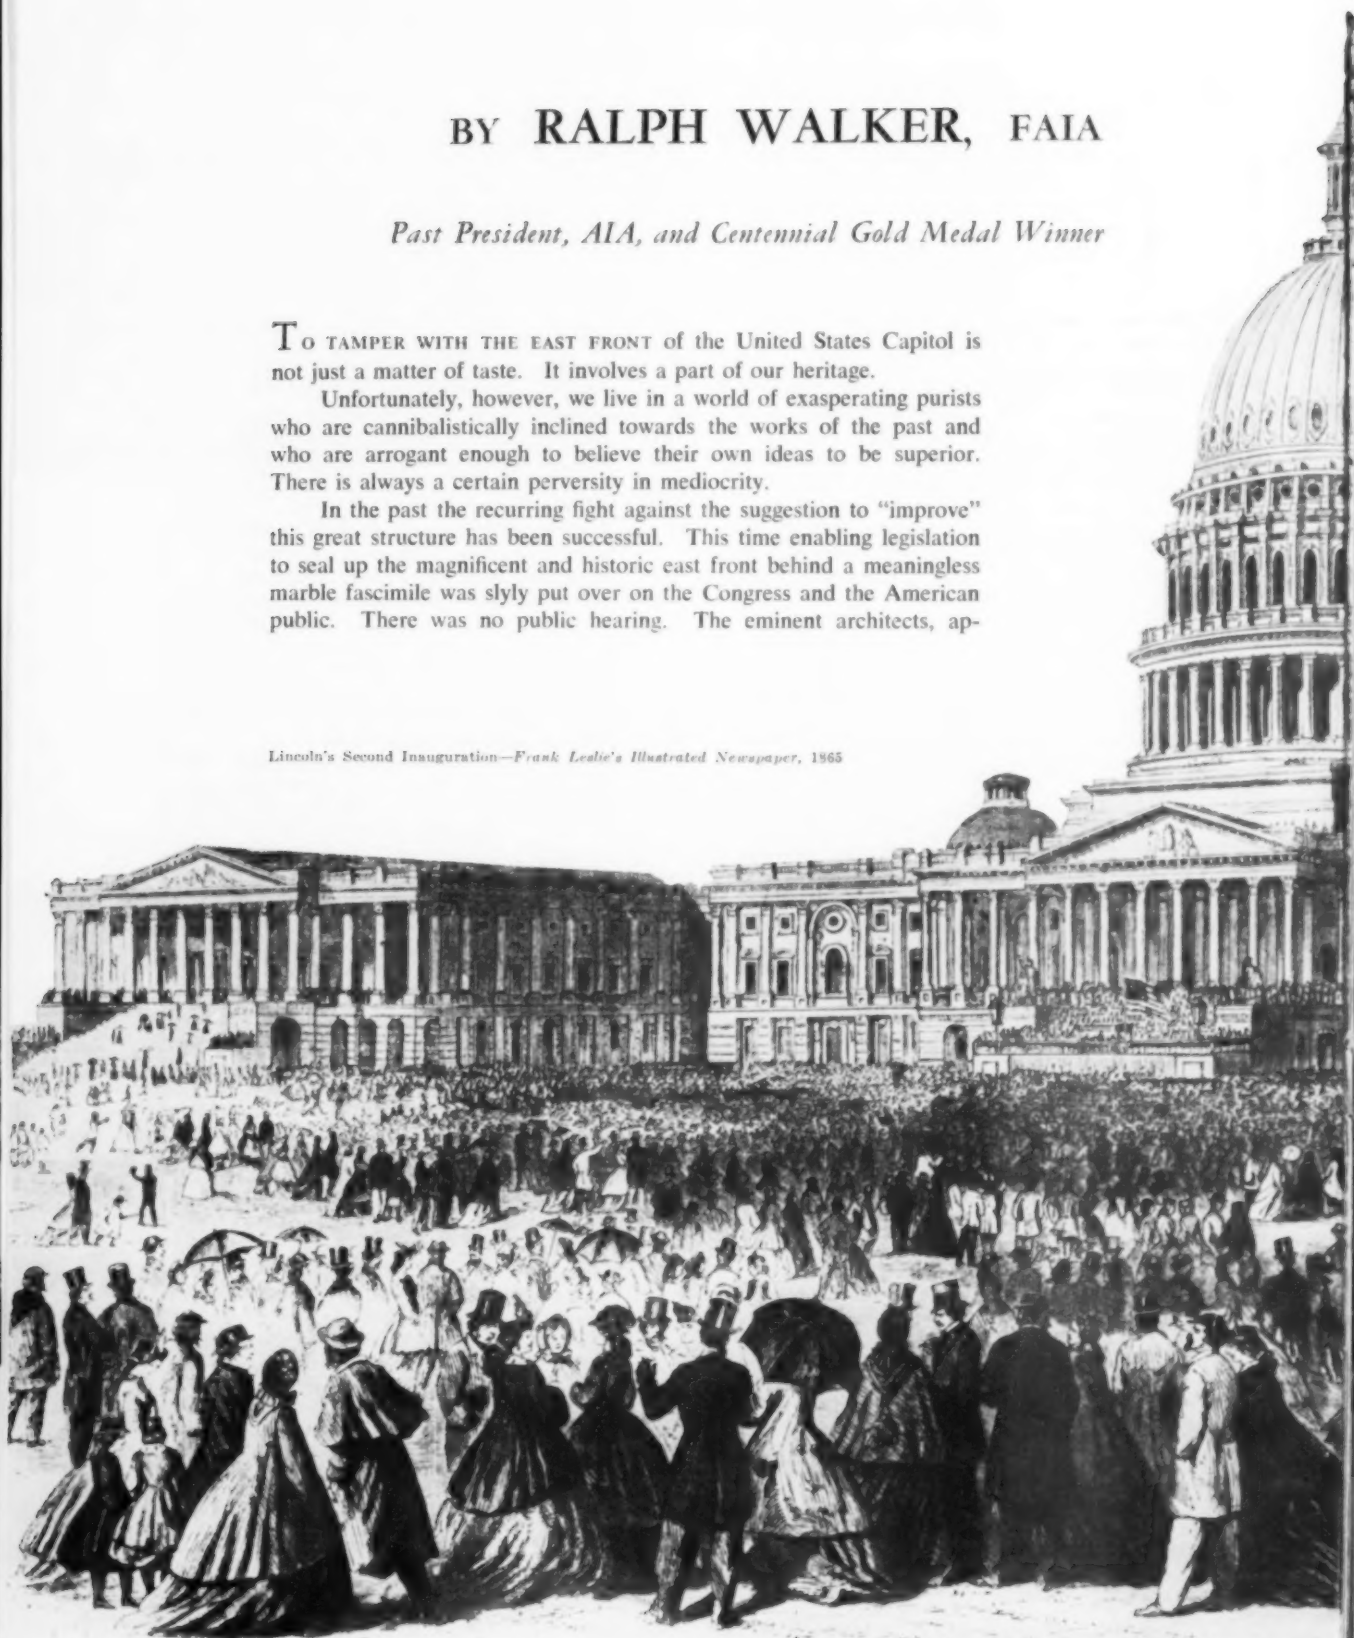 BY RALPH WALKER, FAIA
Past President, AIA, and Centennial Gold Medal Winner
TO TAMPER WITH THE EAST FRONT of the United States Capitol is
not just a matter of taste. It involves a part of our heritage.
Unfortunately, however, we live in a world of exasperating purists
who are cannibalistically inclined towards the works of the past and
who are arrogant enough to believe their own ideas to be superior.
There is always a certain perversity in mediocrity.
In the past the recurring fight against the suggestion to “improve”
this great structure has been successful. This time enabling legislation
to seal up the magnificent and historic east front behind a meaningless
marble fascimile was slyly put over on the Congress and the American
public. There was no public hearing. The eminent architects, ap-
Lincoln's Second Inauguration—Frank Leslie's Illustrated Newspaper, 1865